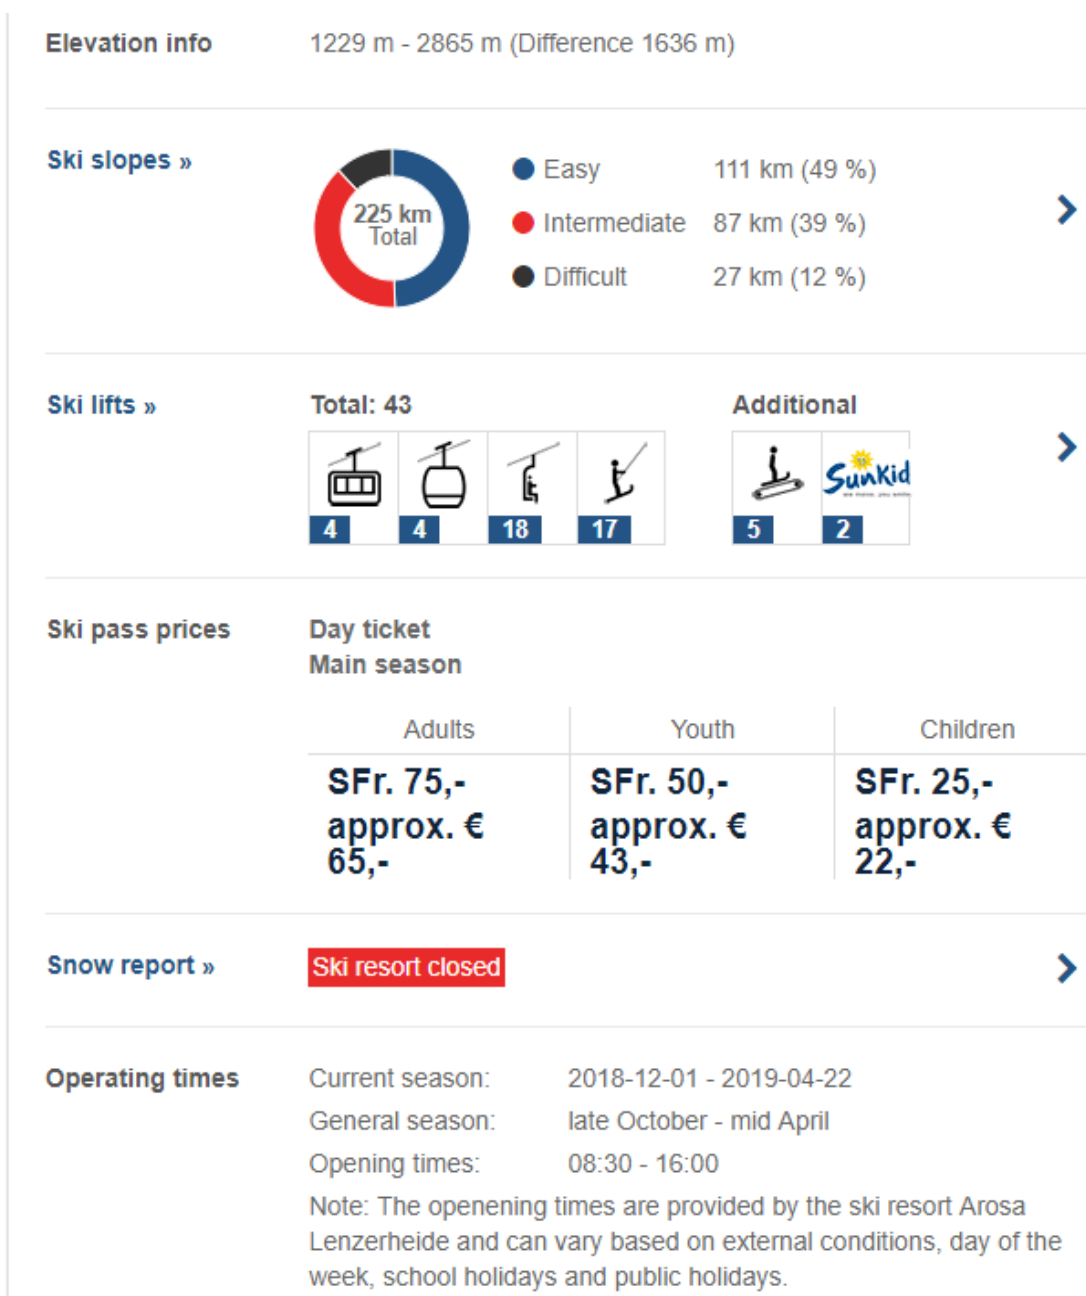 Elevation info 1229 m - 2865 m (Difference 1636 m)
Ski slopes »
225 km
Total
Easy 111 km (49 %)
Intermediate 87 km (39 %)
Difficult 27 km (12 %)
Ski lifts » Total: 43 Additional
SunKid
4 4 18 17 5 2
Ski pass prices Day ticket
Main season
Adults Youth Children
SFr. 75,- SFr. 50,- SFr. 25,-
approx. € approx. € approx. €
65,- 43,- 22,-
Snow report » Ski resort closed
Operating times Current season: 2018-12-01 - 2019-04-22
General season: late October - mid April
Opening times: 08:30 - 16:00
Note: The openening times are provided by the ski resort Arosa
Lenzerheide and can vary based on external conditions, day of the
week, school holidays and public holidays.